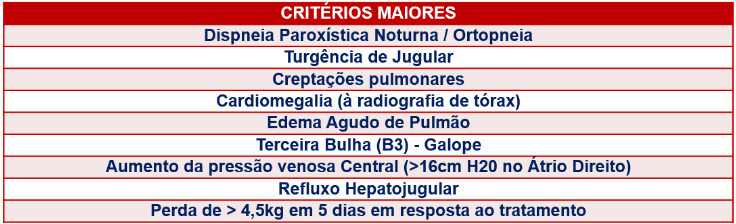 CRITÉRIOS MAIORES
Dispneia Paroxística Noturna / Ortopneia
Turgência de Jugular
Creptações pulmonares
Cardiomegalia (à radiografia de tórax)
Edema Agudo de Pulmão
Terceira Bulha (B3) - Galope
Aumento da pressão venosa Central (>16cm H20 no Átrio Direito)
Refluxo Hepatojugular
Perda de > 4,5kg em 5 dias em resposta ao tratamento